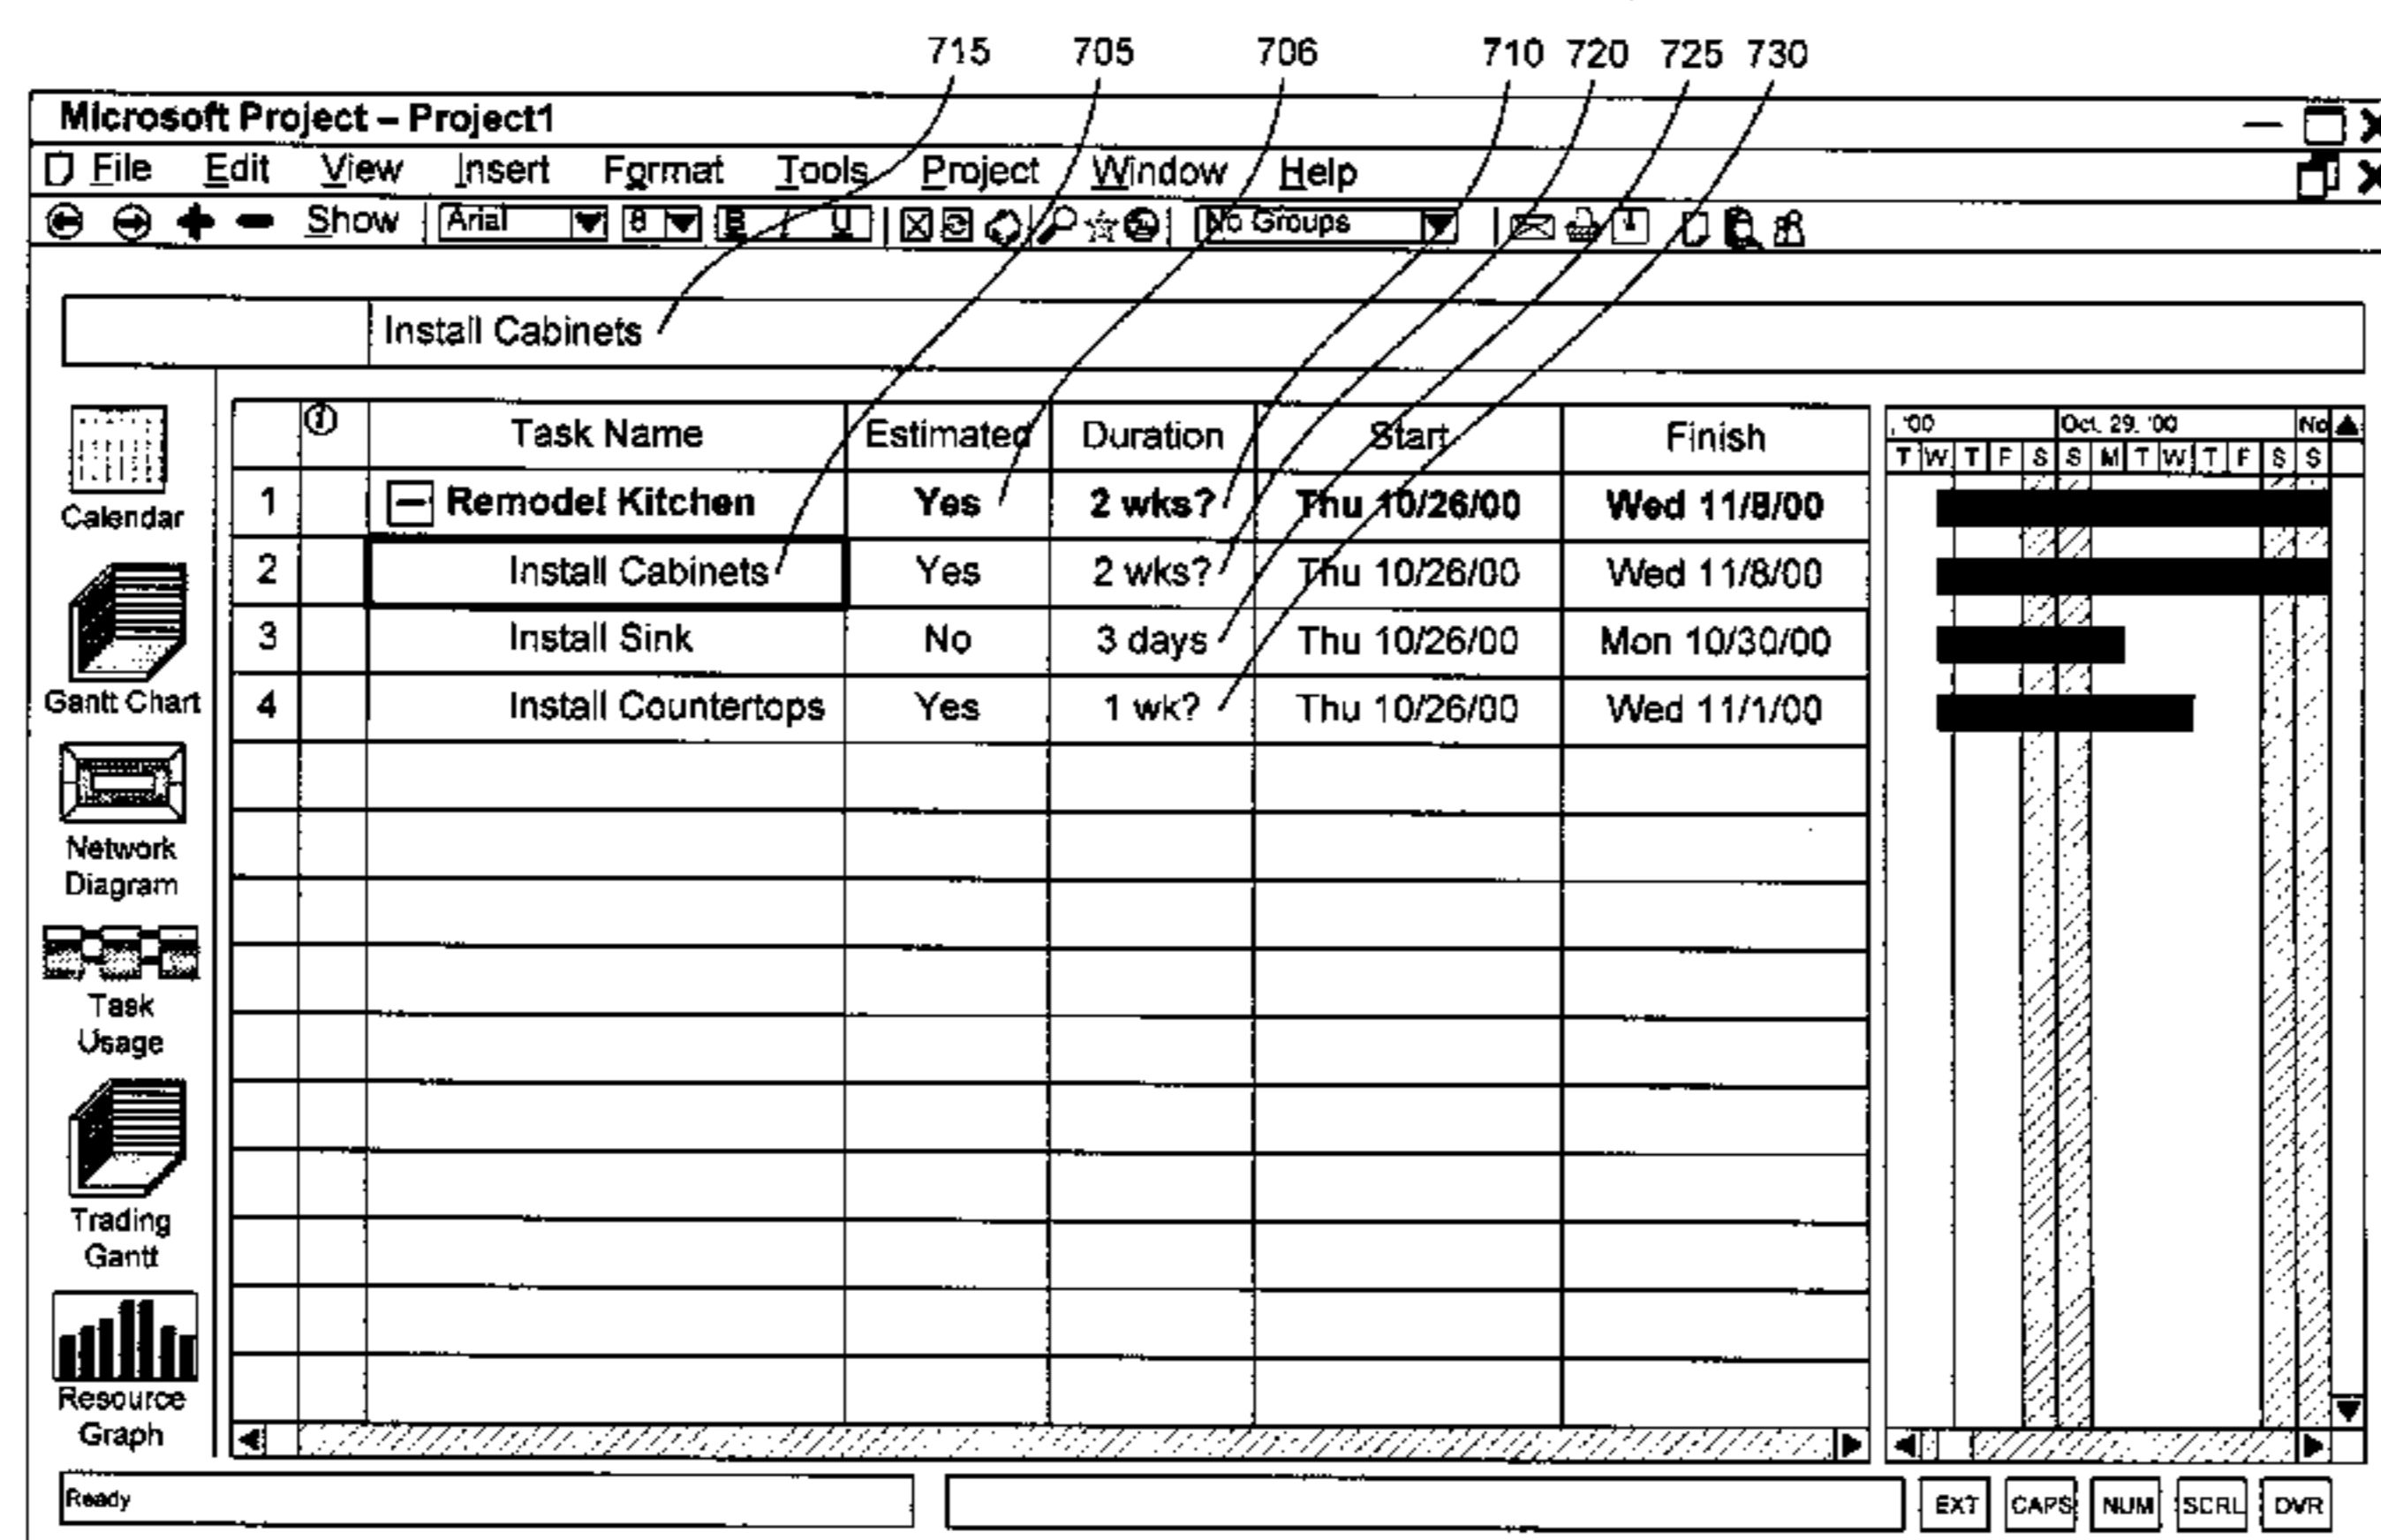 715 705 706 710 720 725 730
Microsoft Project – Project1
File Edit View Insert Format Tools Project Window Help
Show Arial 8 B I U No Groups
Install Cabinets
Task Name Estimated Duration Start Finish
, '00 Oct. 29, '00 No
T W T F S S M T W T F S S
1 Remodel Kitchen Yes 2 wks? Thu 10/26/00 Wed 11/8/00
2 Install Cabinets Yes 2 wks? Thu 10/26/00 Wed 11/8/00
3 Install Sink No 3 days Thu 10/26/00 Mon 10/30/00
4 Install Countertops Yes 1 wk? Thu 10/26/00 Wed 11/1/00
Calendar
Gantt Chart
Network
Diagram
Task
Usage
Trading
Gantt
Resource
Graph
Ready
EXT CAPS NUM SCRL OVR